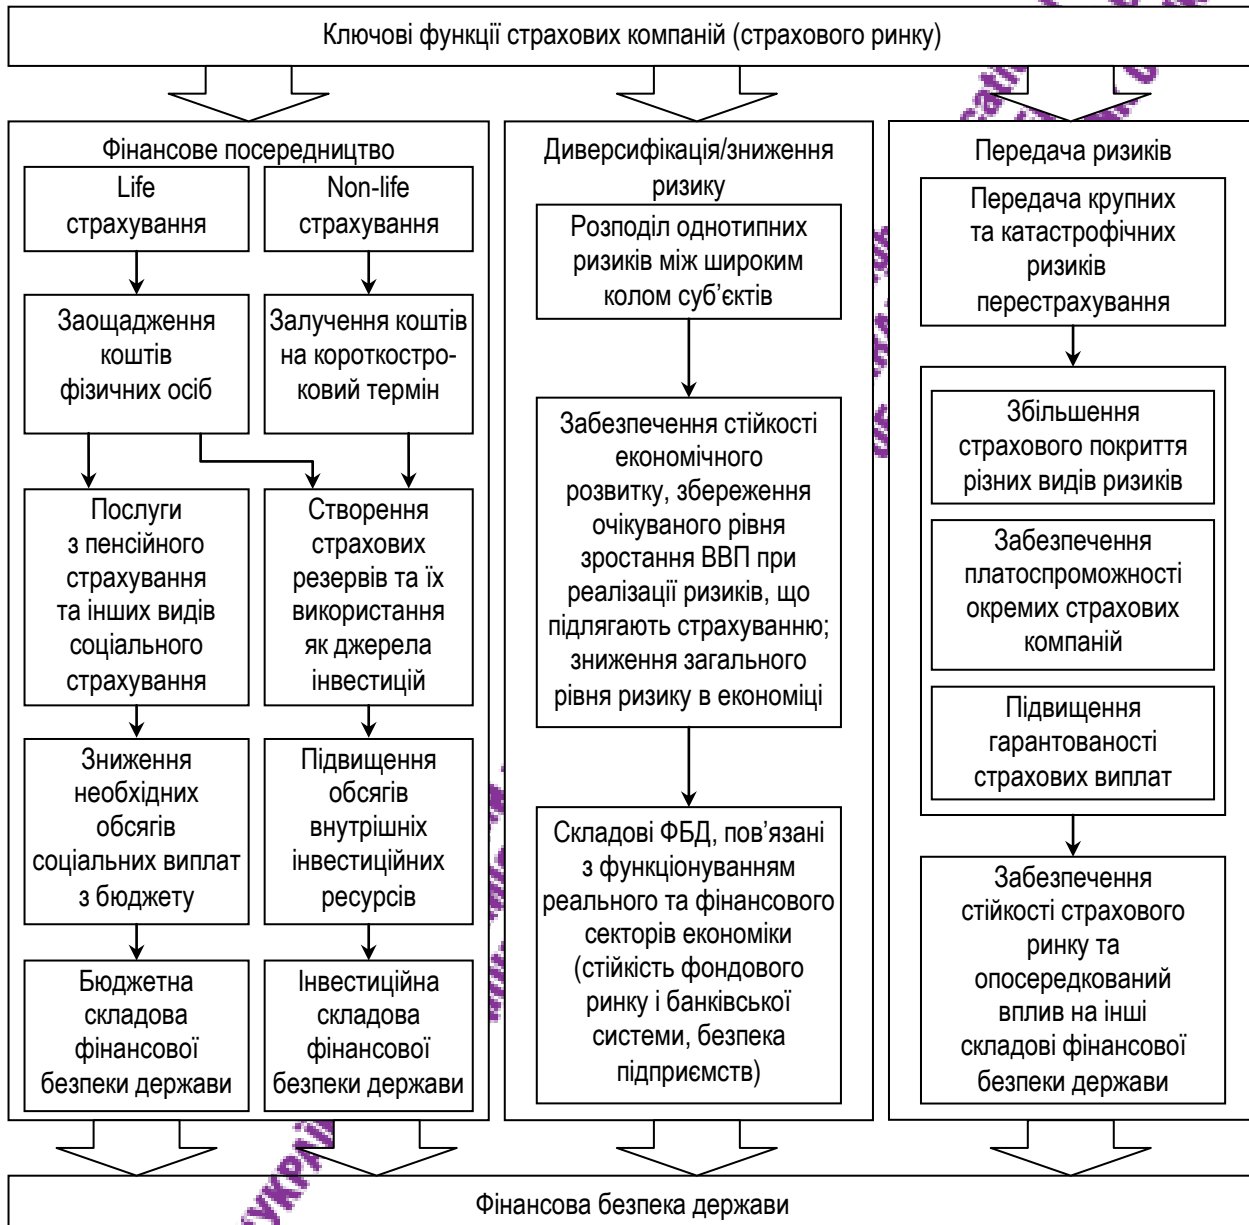 Ключові функції страхових компаній (страхового ринку)
Фінансове посередництво
Life
страхування
Non-life
страхування
Заощадження
коштів
фізичних осіб
Залучення коштів
на короткостро-
ковий термін
Послуги
з пенсійного
страхування
та інших видів
соціального
страхування
Створення
страхових
резервів та їх
використання
як джерела
інвестицій
Зниження
необхідних
обсягів
соціальних виплат
з бюджету
Підвищення
обсягів
внутрішніх
інвестиційних
ресурсів
Бюджетна
складова
фінансової
безпеки держави
Інвестиційна
складова
фінансової
безпеки держави
Диверсифікація/зниження
ризику
Розподіл однотипних
ризиків між широким
колом суб’єктів
Забезпечення стійкості
економічного
розвитку, збереження
очікуваного рівня
зростання ВВП при
реалізації ризиків, що
підлягають страхуванню;
зниження загального
рівня ризику в економіці
Складові ФБД, пов’язані
з функціонуванням
реального та фінансового
секторів економіки
(стійкість фондового
ринку і банківської
системи, безпека
підприємств)
Передача ризиків
Передача крупних
та катастрофічних
ризиків
перестрахування
Збільшення
страхового покриття
різних видів ризиків
Забезпечення
платоспроможності
окремих страхових
компаній
Підвищення
гарантованості
страхових виплат
Забезпечення
стійкості страхового
ринку та
опосередкований
вплив на інші
складові фінансової
безпеки держави
Фінансова безпека держави